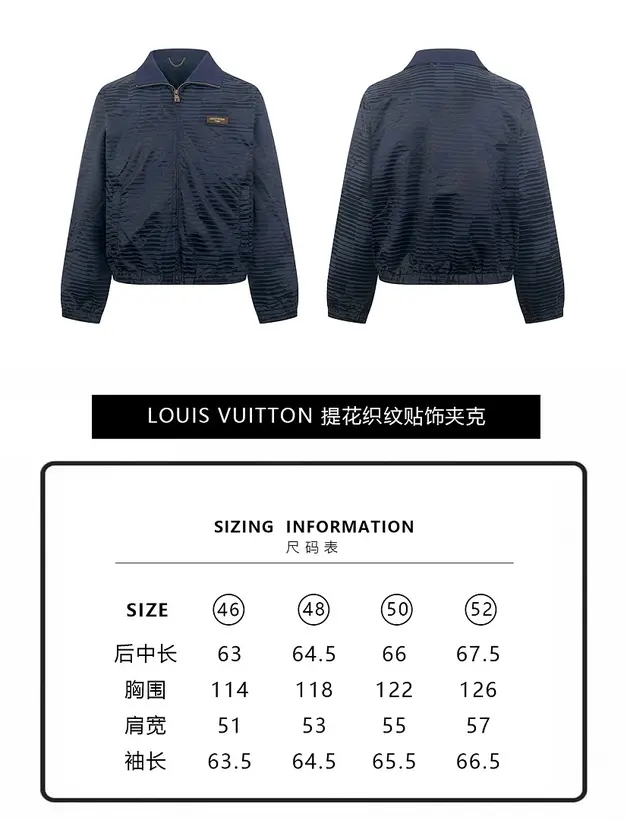 LOUIS VUITTON 提花织纹贴饰夹克
SIZING INFORMATION
尺码表
SIZE 46 48 50 52
后中长 63 64.5 66 67.5
胸围 114 118 122 126
肩宽 51 53 55 57
袖长 63.5 64.5 65.5 66.5